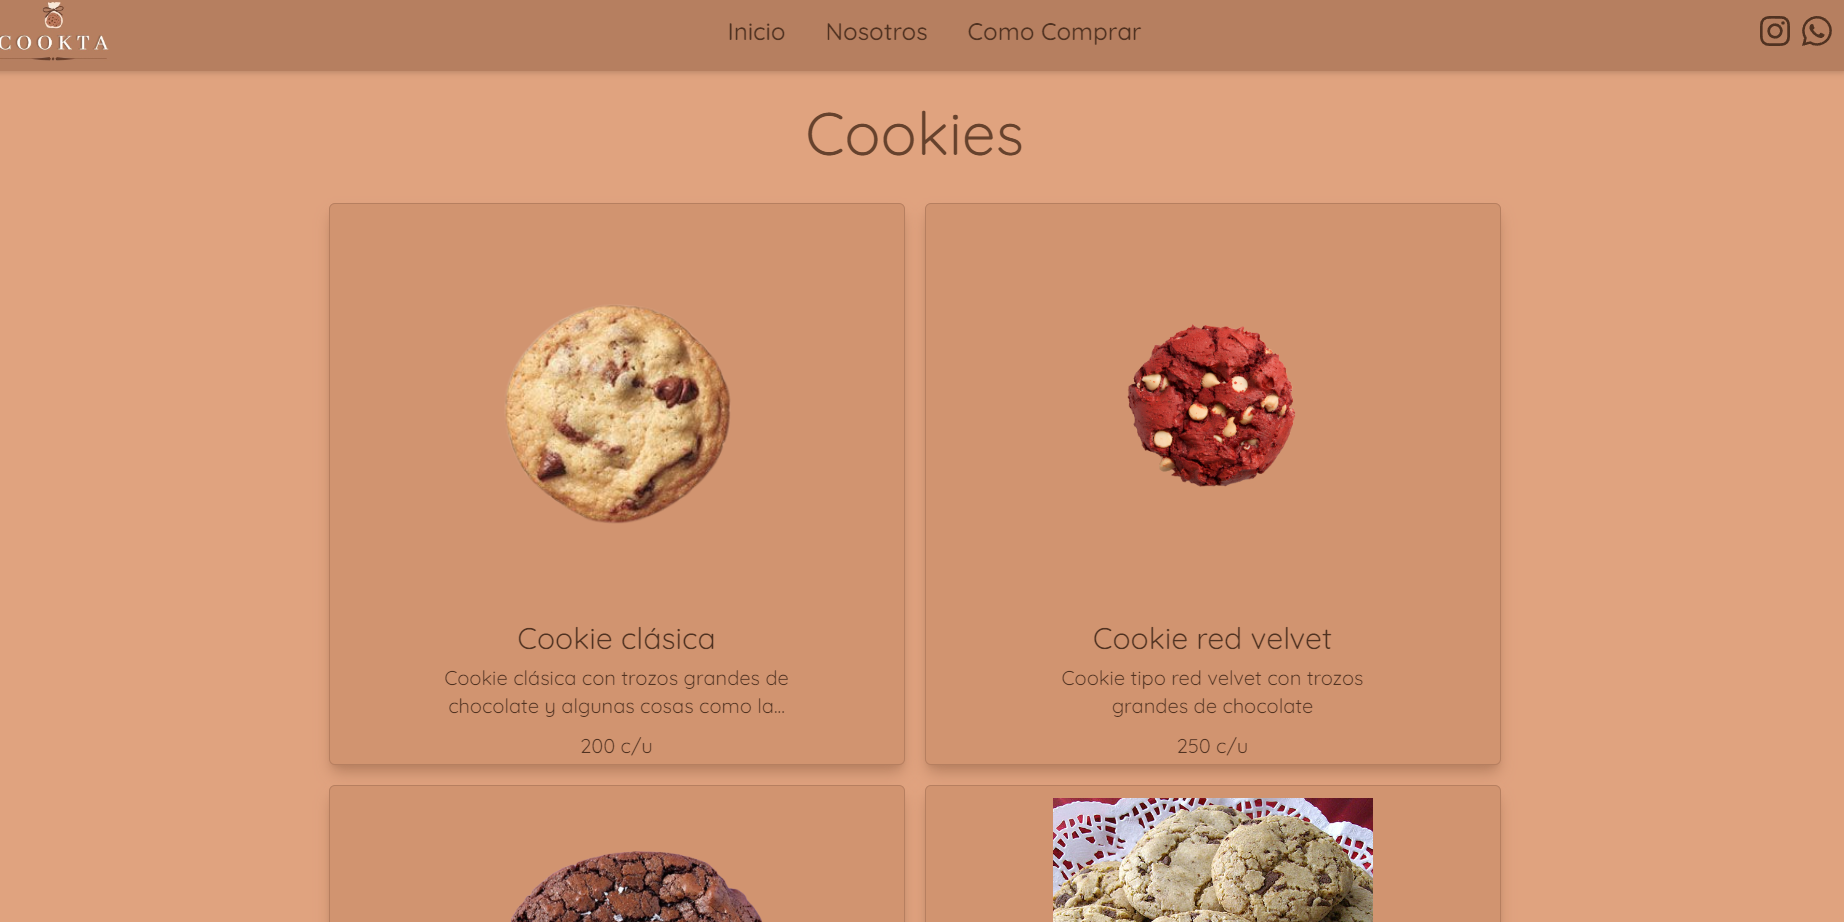 COOKTA
Inicio
Nosotros
Como Comprar
Cookies
Cookie clásica
Cookie clásica con trozos grandes de
chocolate y algunas cosas como la...
200 c/u
Cookie red velvet
Cookie tipo red velvet con trozos
grandes de chocolate
250 c/u